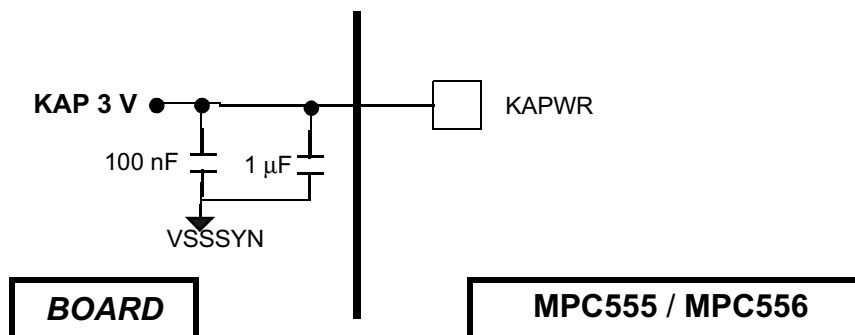 KAP 3 V
KAPWR
100 nF
1 μF
VSSSYN
BOARD
MPC555 / MPC556